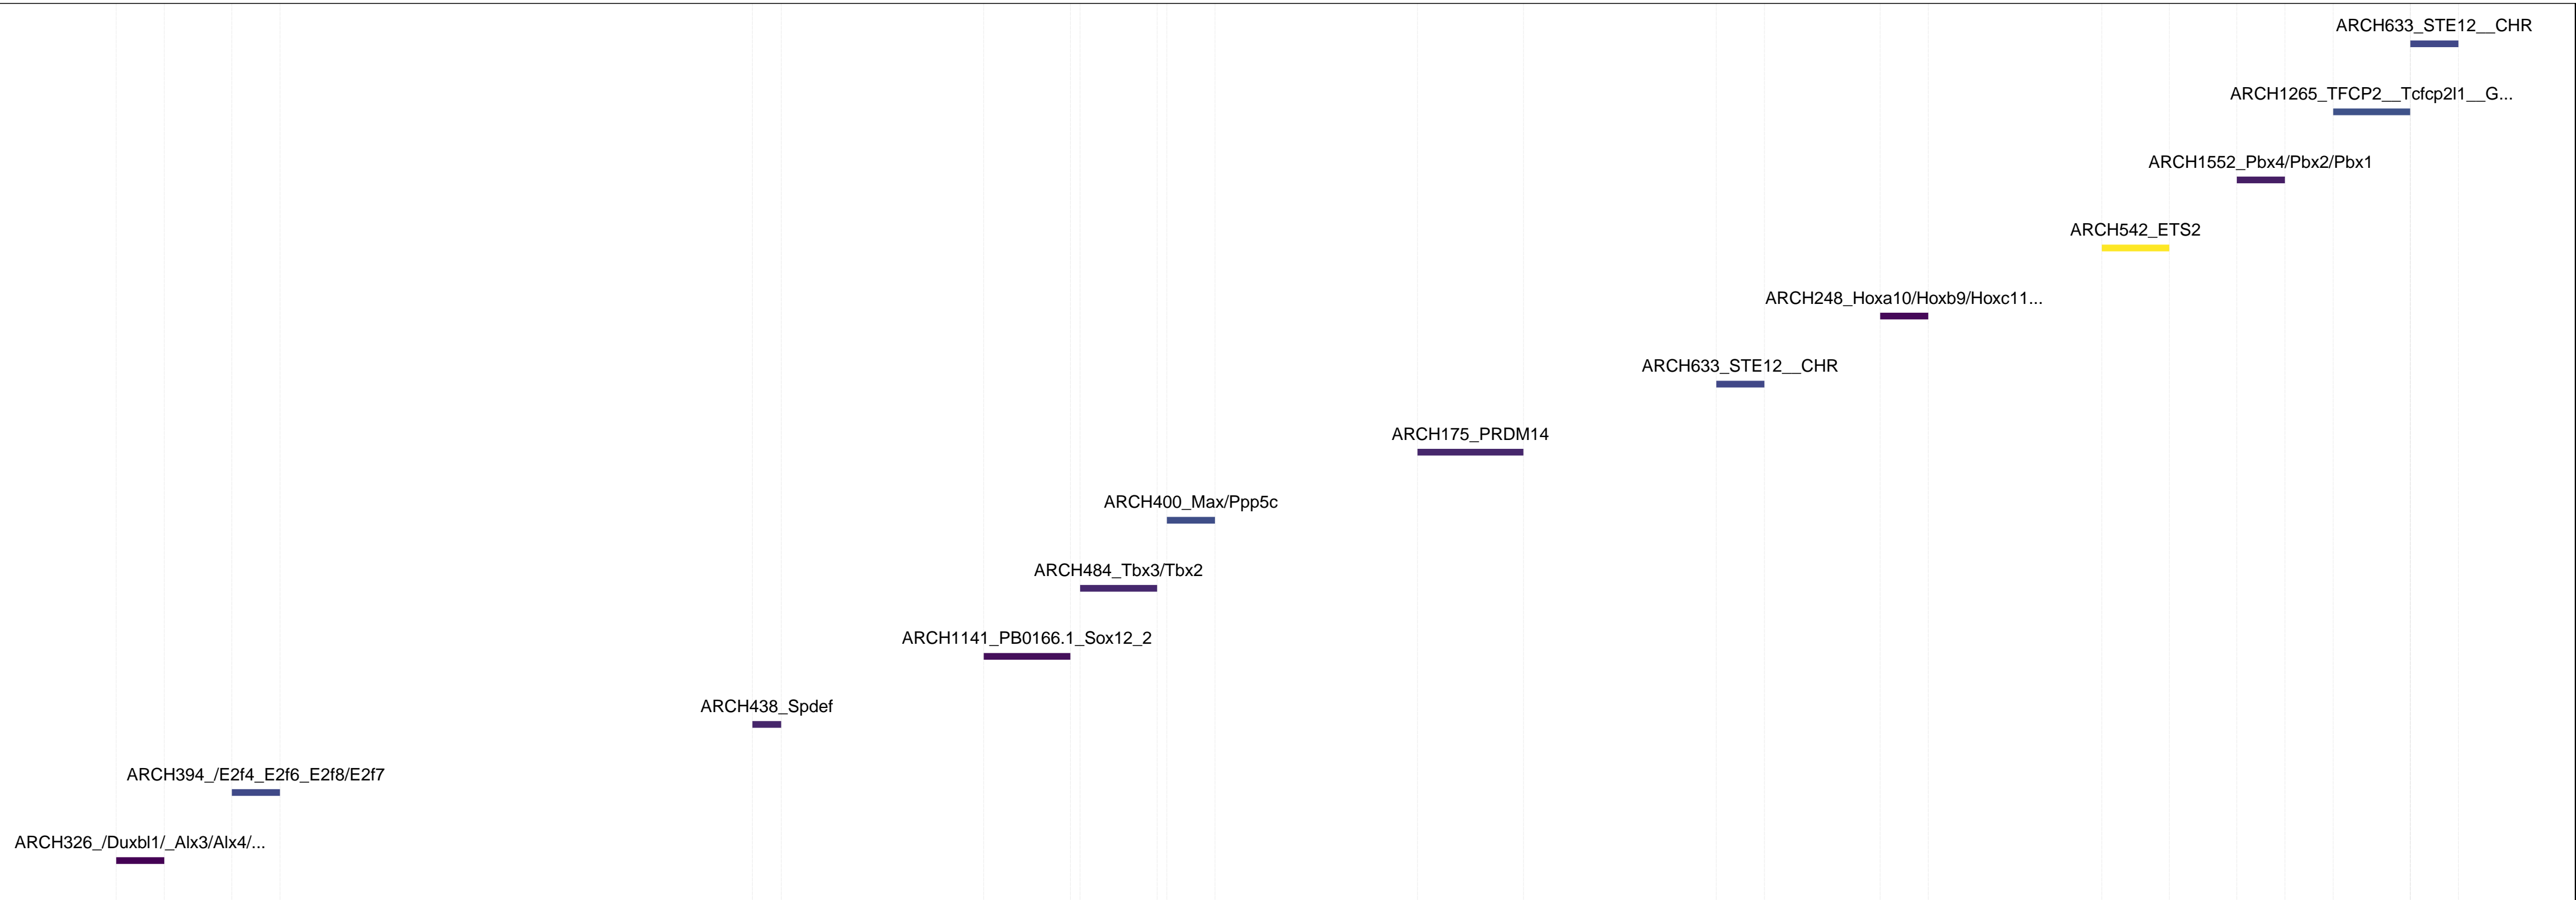 ARCH633_STE12__CHR
ARCH1265_TFCP2__Tcfcp2l1__G...
ARCH1552_Pbx4/Pbx2/Pbx1
ARCH542_ETS2
ARCH248_Hoxa10/Hoxb9/Hoxc11...
ARCH633_STE12__CHR
ARCH175_PRDM14
ARCH400_Max/Ppp5c
ARCH484_Tbx3/Tbx2
ARCH1141_PB0166.1_Sox12_2
ARCH438_Spdef
ARCH394_/E2f4_E2f6_E2f8/E2f7
ARCH326_/Duxbl1/_Alx3/Alx4/...